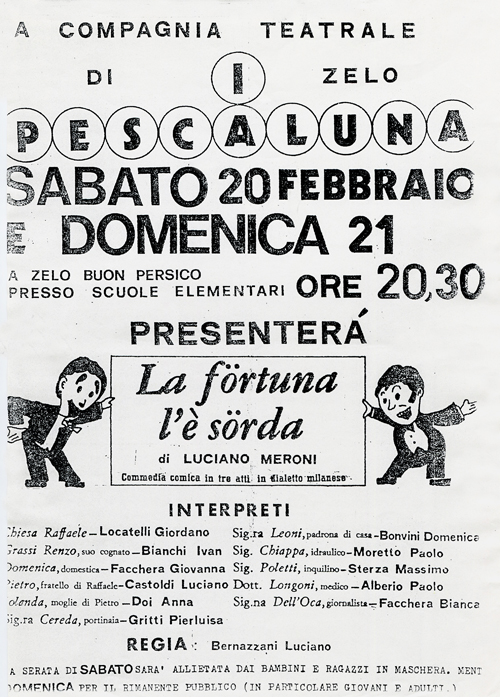 A COMPAGNIA TEATRALE
DI I ZELO
PESCALUNA
SABATO 20 FEBBRAIO
E DOMENICA 21
A ZELO BUON PERSICO
PRESSO SCUOLE ELEMENTARI ORE 20,30
PRESENTERÁ
La förtuna
l'è sörda
di LUCIANO MERONI
Commedia comica in tre atti in dialetto milanese
INTERPRETI
Chiesa Raffaele - Locatelli Giordano
Grassi Renzo, suo cognato - Bianchi Ivan
Domenica, domestica - Facchera Giovanna
Pietro, fratello di Raffaele - Castoldi Luciano
Iolanda, moglie di Pietro - Doi Anna
Sig.ra Cereda, portinaia - Gritti Pierluisa
Sig.ra Leoni, padrona di casa - Bonvini Domenica
Sig. Chiappa, idraulico - Moretto Paolo
Sig. Poletti, inquilino - Sterza Massimo
Dott. Longoni, medico - Alberio Paolo
Sig.na Dell'Oca, giornalista - Facchera Bianca
REGIA : Bernazzani Luciano
A SERATA DI SABATO SARA' ALLIETATA DAI BAMBINI E RAGAZZI IN MASCHERA. MENT
DOMENICA PER IL RIMANENTE PUBBLICO (IN PARTICOLARE GIOVANI E ADULTI.)